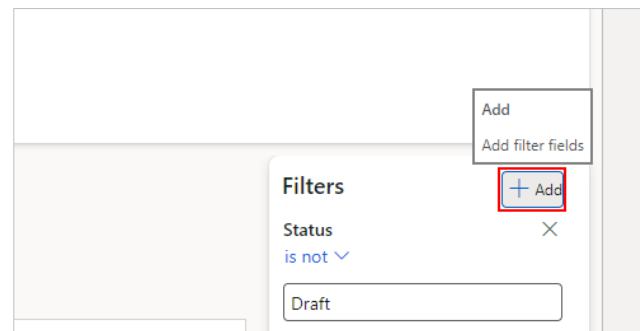 Add
Add filter fields
Filters
+ Add
Status
is not
Draft